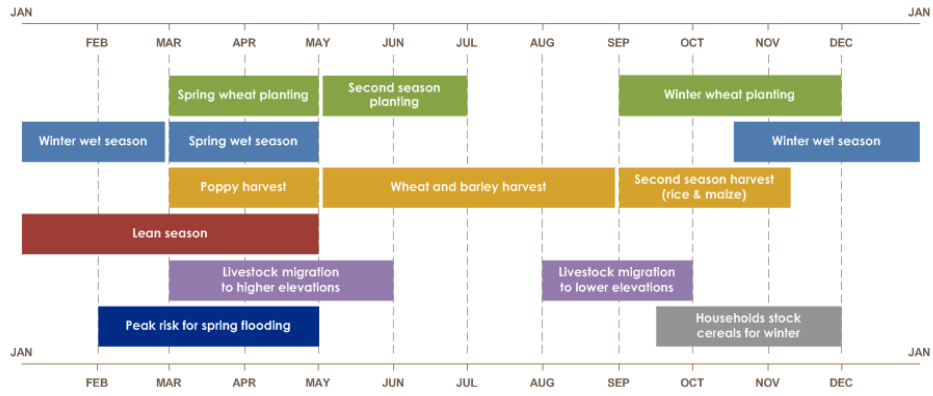 JAN JAN
FEB MAR APR MAY JUN JUL AUG SEP OCT NOV DEC
Spring wheat planting
Second season
planting
Winter wheat planting
Winter wet season
Spring wet season
Winter wet season
Poppy harvest
Wheat and barley harvest
Second season harvest
(rice & maize)
Lean season
Livestock migration
to higher elevations
Livestock migration
to lower elevations
Peak risk for spring flooding
Households stock
cereals for winter
JAN JAN
FEB MAR APR MAY JUN JUL AUG SEP OCT NOV DEC